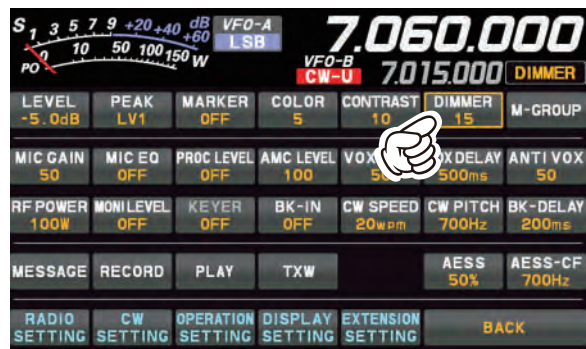 S 1 3 5 7 9 +20 +40 +60 dB VFO-A 7.060.000
LSB
PO 0 10 50 100 150 W VFO-B 7.015.000 DIMMER
CW-U
LEVEL PEAK MARKER COLOR CONTRAST DIMMER M-GROUP
-5.0dB LV1 OFF 5 10 15
MIC GAIN MIC EQ PROC LEVEL AMC LEVEL VOX DELAY ANTI VOX
50 OFF OFF 100 500ms 50
RF POWER MONI LEVEL KEYER BK-IN CW SPEED CW PITCH BK-DELAY
100W OFF OFF OFF 20wpm 700Hz 200ms
MESSAGE RECORD PLAY TXW AESS AESS-CF
50% 700Hz
RADIO CW OPERATION DISPLAY EXTENSION BACK
SETTING SETTING SETTING SETTING SETTING